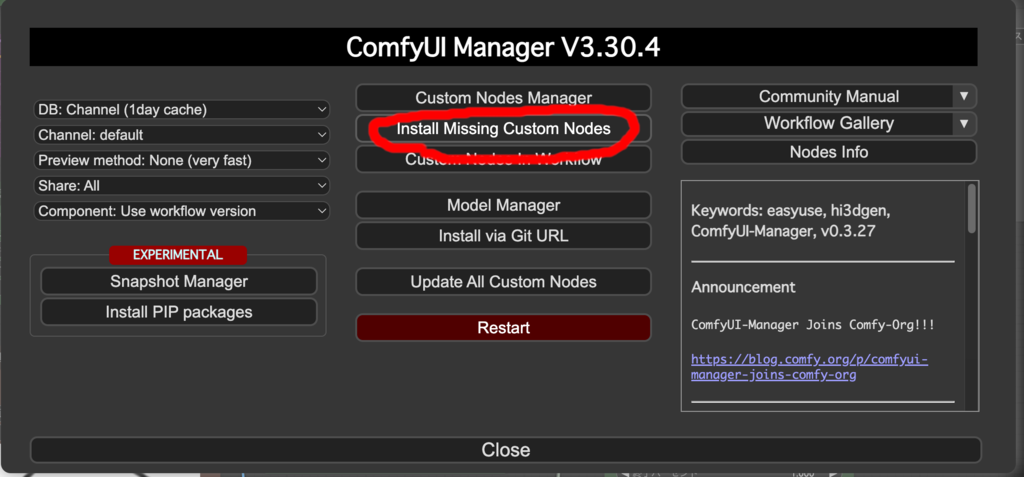 ComfyUI Manager V3.30.4
DB: Channel (1day cache)
Channel: default
Preview method: None (very fast)
Share: All
Component: Use workflow version
EXPERIMENTAL
Snapshot Manager
Install PIP packages
Custom Nodes Manager
Install Missing Custom Nodes
Custom Nodes In Workflow
Model Manager
Install via Git URL
Update All Custom Nodes
Restart
Community Manual
Workflow Gallery
Nodes Info
Keywords: easyuse, hi3dgen,
ComfyUI-Manager, v0.3.27
Announcement
ComfyUI-Manager Joins Comfy-Org!!!
https://blog.comfy.org/p/comfyui-
manager-joins-comfy-org
Close